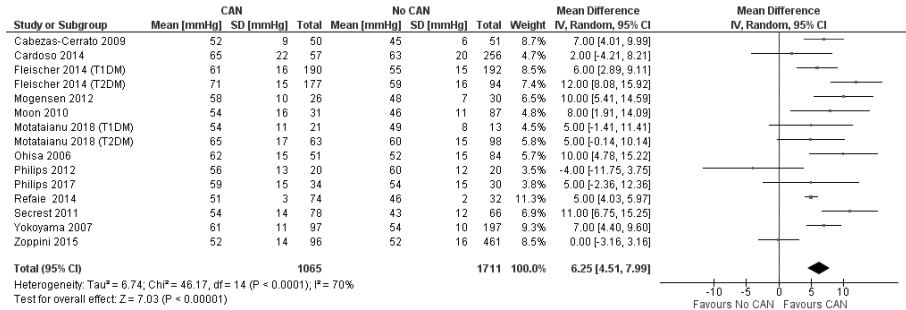 CAN No CAN Mean Difference Mean Difference
Study or Subgroup Mean [mmHg] SD [mmHg] Total Mean [mmHg] SD [mmHg] Total Weight IV, Random, 95% CI IV, Random, 95% CI
Cabezas-Cerrato 2009 52 9 50 45 6 51 8.7% 7.00 [4.01, 9.99]
Cardoso 2014 65 22 57 63 20 256 4.4% 2.00 [-4.21, 8.21]
Fleischer 2014 (T1DM) 61 16 190 55 15 192 8.5% 6.00 [2.89, 9.11]
Fleischer 2014 (T2DM) 71 15 177 59 16 94 7.4% 12.00 [8.08, 15.92]
Mogensen 2012 58 10 26 48 7 30 6.4% 10.00 [5.41, 14.59]
Moon 2010 54 16 31 46 11 87 4.5% 8.00 [1.91, 14.09]
Motataianu 2018 (T1DM) 54 11 21 49 8 13 4.2% 5.00 [-1.41, 11.41]
Motataianu 2018 (T2DM) 65 17 63 60 15 98 5.7% 5.00 [-0.14, 10.14]
Ohisa 2006 62 15 51 52 15 84 5.6% 10.00 [4.78, 15.22]
Philips 2012 56 13 20 60 12 20 3.2% -4.00 [-11.75, 3.75]
Philips 2017 59 15 34 54 15 30 3.5% 5.00 [-2.36, 12.36]
Refaie 2014 51 3 74 46 2 32 11.3% 5.00 [4.03, 5.97]
Secrest 2011 54 14 78 43 12 66 6.9% 11.00 [6.75, 15.25]
Yokoyama 2007 61 11 97 54 10 197 9.2% 7.00 [4.40, 9.60]
Zoppini 2015 52 14 96 52 16 461 8.4% 0.00 [-3.16, 3.16]
Total (95% CI) 1065 1711 100.0% 6.25 [4.51, 7.99]
Heterogeneity: Tau² = 6.74; Chi² = 46.17, df = 14 (P < 0.0001); I² = 70%
Test for overall effect: Z = 7.03 (P < 0.00001)
-10 -5 0 5 10
Favours No CAN Favours CAN